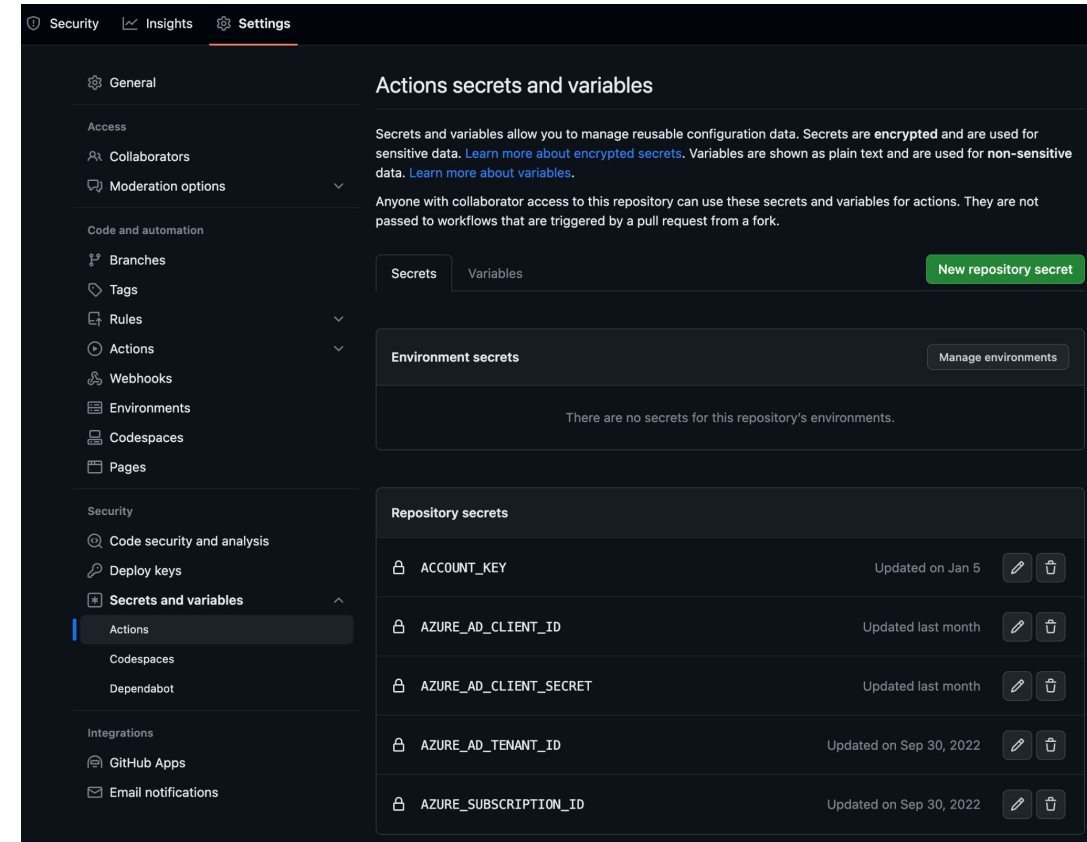 Security Insights Settings
General
Access
Collaborators
Moderation options
Code and automation
Branches
Tags
Rules
Actions
Webhooks
Environments
Codespaces
Pages
Security
Code security and analysis
Deploy keys
Secrets and variables
Actions
Codespaces
Dependabot
Integrations
GitHub Apps
Email notifications
Actions secrets and variables
Secrets and variables allow you to manage reusable configuration data. Secrets are encrypted and are used for
sensitive data. Learn more about encrypted secrets. Variables are shown as plain text and are used for non-sensitive
data. Learn more about variables.
Anyone with collaborator access to this repository can use these secrets and variables for actions. They are not
passed to workflows that are triggered by a pull request from a fork.
Secrets Variables New repository secret
Environment secrets Manage environments
There are no secrets for this repository's environments.
Repository secrets
ACCOUNT_KEY Updated on Jan 5
AZURE_AD_CLIENT_ID Updated last month
AZURE_AD_CLIENT_SECRET Updated last month
AZURE_AD_TENANT_ID Updated on Sep 30, 2022
AZURE_SUBSCRIPTION_ID Updated on Sep 30, 2022